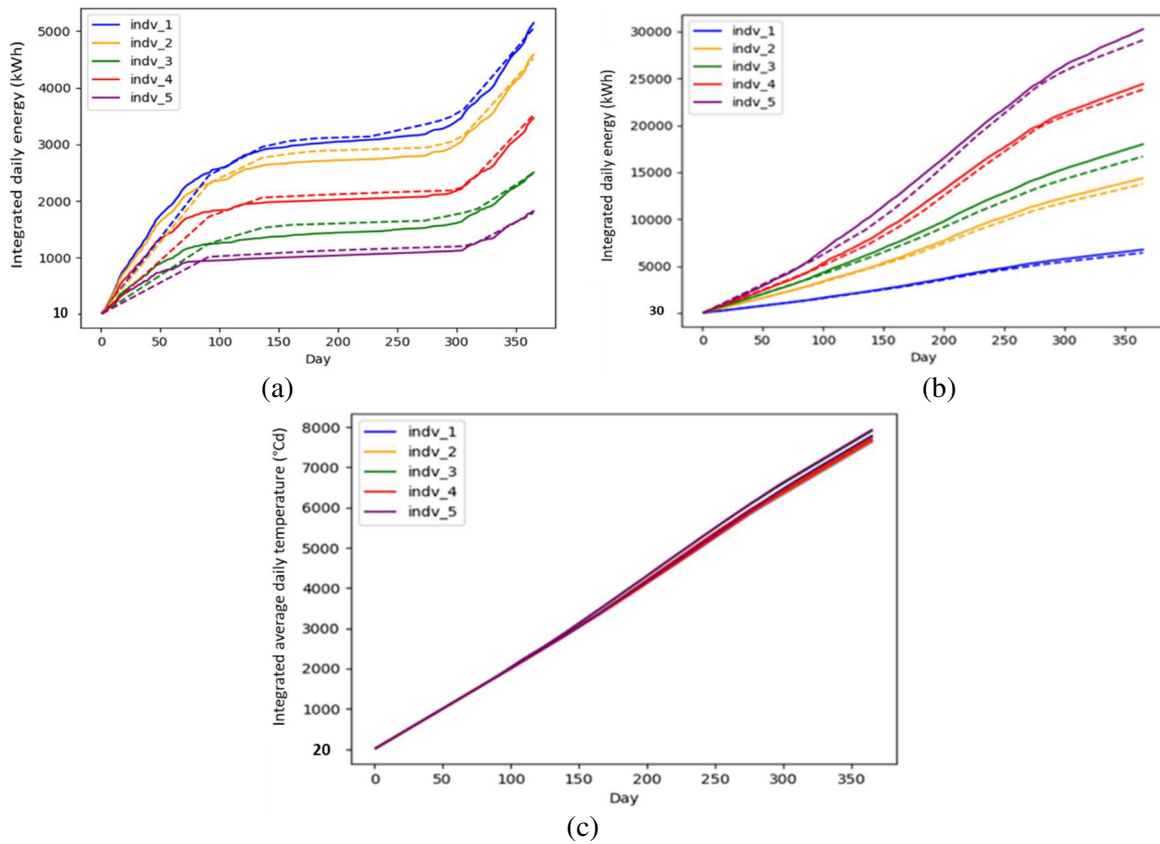 Integrated daily energy (kWh)
5000
4000
3000
2000
1000
10
indv_1
indv_2
indv_3
indv_4
indv_5
0 50 100 150 200 250 300 350
Day
(a)
Integrated daily energy (kWh)
30000
25000
20000
15000
10000
5000
30
indv_1
indv_2
indv_3
indv_4
indv_5
0 50 100 150 200 250 300 350
Day
(b)
Integrated average daily temperature (°Cd)
8000
7000
6000
5000
4000
3000
2000
1000
20
indv_1
indv_2
indv_3
indv_4
indv_5
0 50 100 150 200 250 300 350
Day
(c)